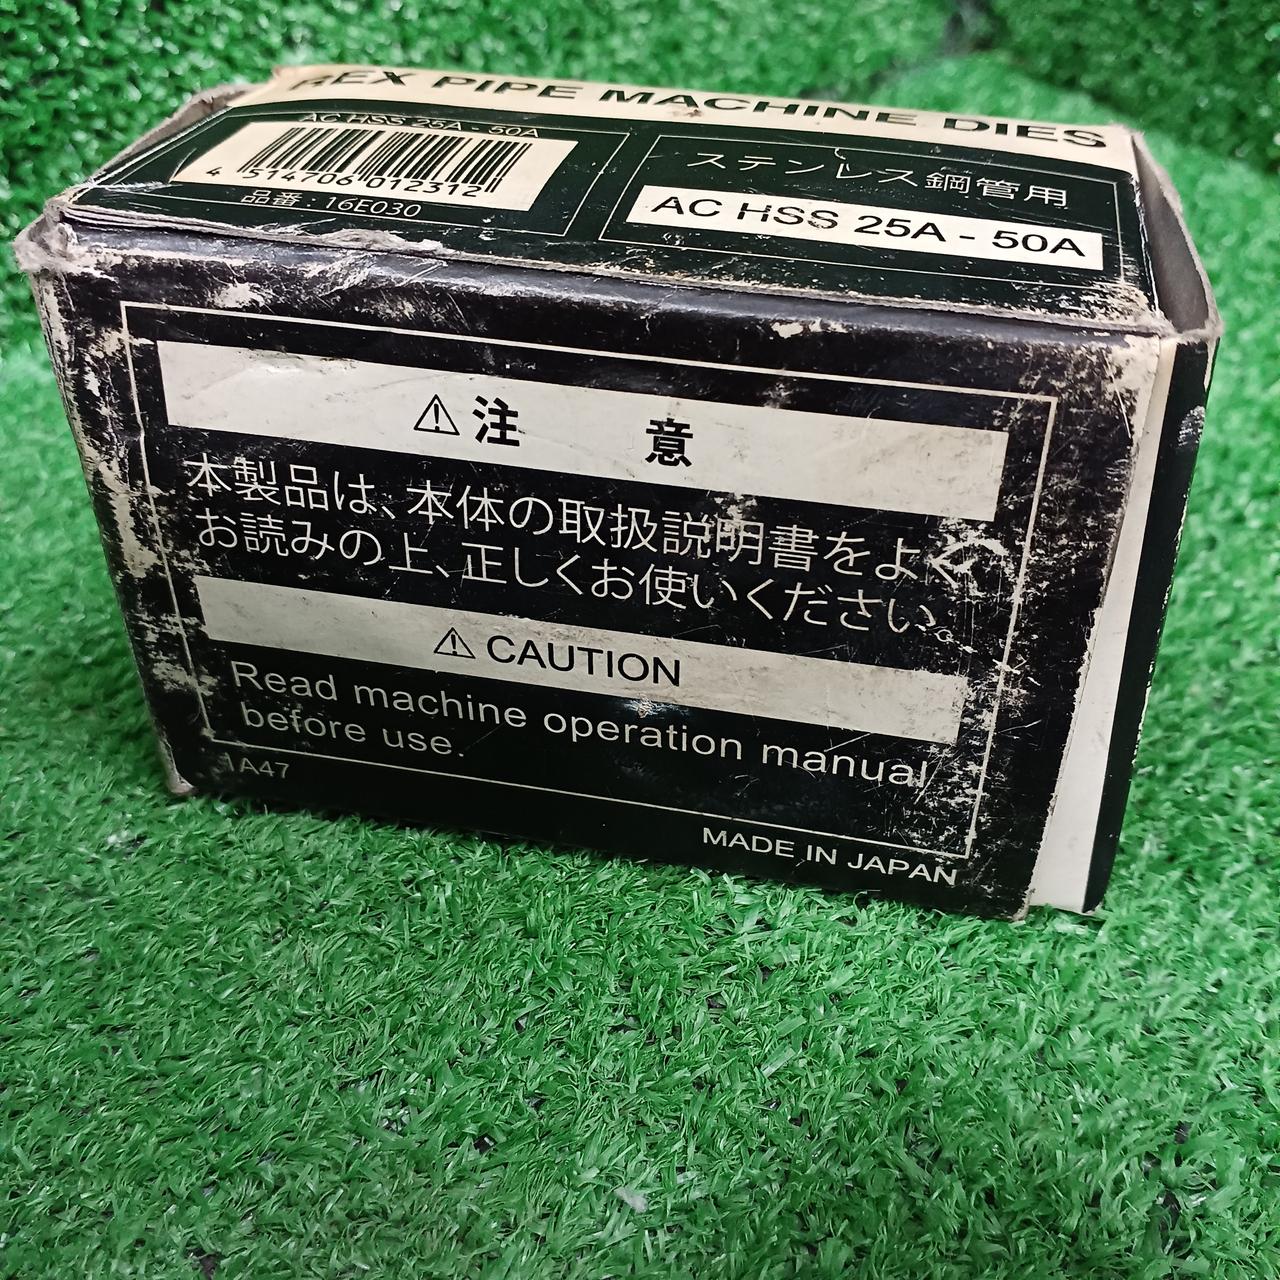 REX PIPE MACHINE DIES
AC HSS 25A - 50A
4 514706 012312
品番：16E030
ステンレス鋼管用
AC HSS 25A - 50A
⚠注 意
本製品は、本体の取扱説明書をよく
お読みの上、正しくお使いください。
⚠CAUTION
Read machine operation manual
before use.
1A47
MADE IN JAPAN